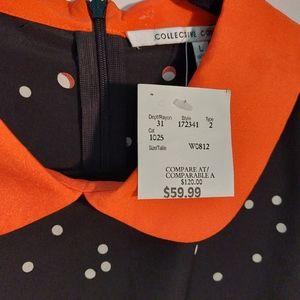 COLLECTIVE CO
L
Dept/Rayon Style Type
31 172341 2
Cat
1025
Size/Taille W0812
COMPARE AT/
COMPARABLE A
$120.00
$59.99